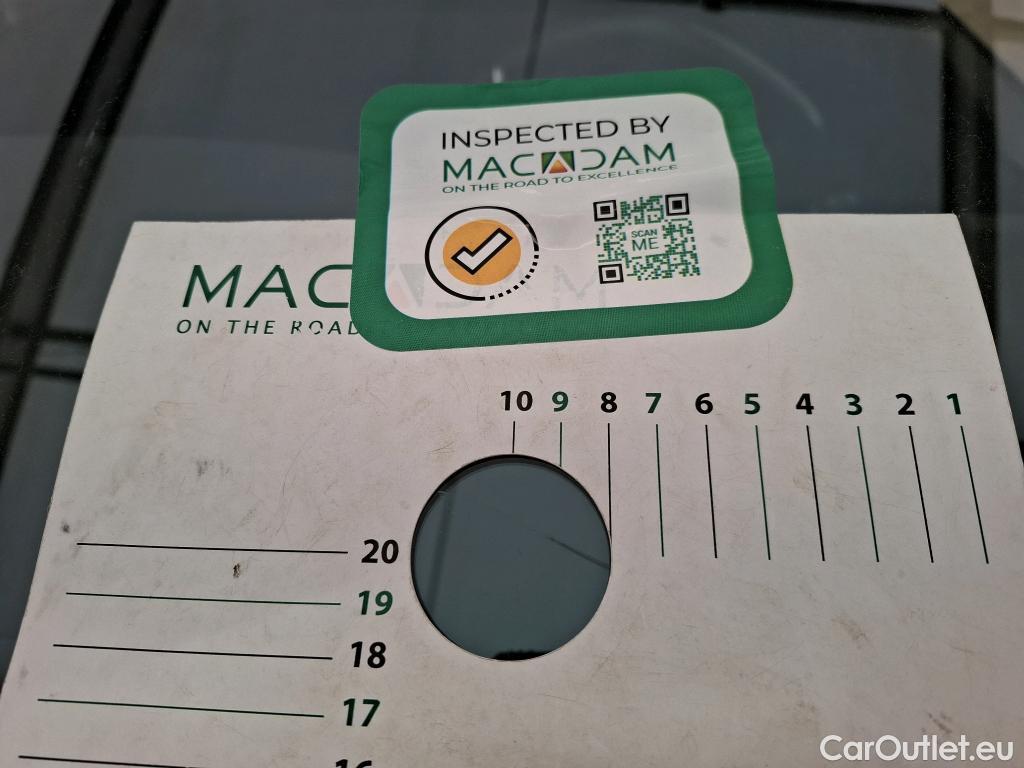 INSPECTED BY
MACADAM
ON THE ROAD TO EXCELLENCE
SCAN
ME
MAC
ON THE ROAD
10 9 8 7 6 5 4 3 2 1
20
19
18
17
16
CarOutlet.eu